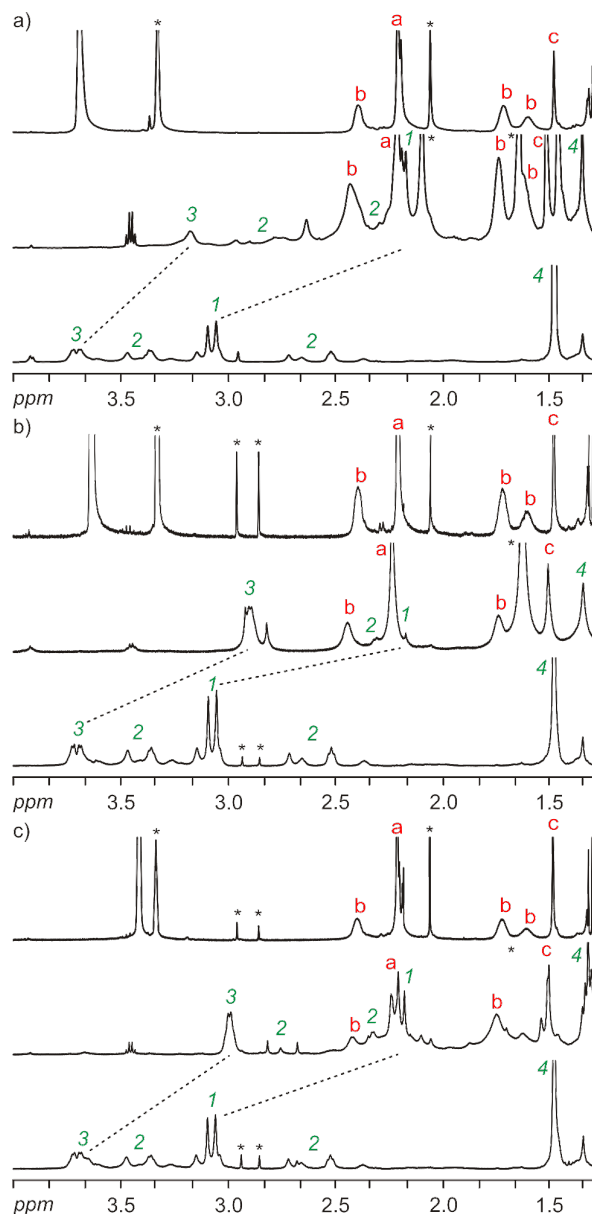 a)
* a * c
b b b
a 1 * b * c 4
3 2 b 2 b
4
3 2 1 2
ppm 3.5 3.0 2.5 2.0 1.5
b)
* * * a * c
b b b
a * c
3 b 2 1 b 4
4
3 2 1 * * 2
ppm 3.5 3.0 2.5 2.0 1.5
c)
* a * c
* * b b b
a 1 * c 4
3 2 b 2 b
4
3 2 1 * * 2
ppm 3.5 3.0 2.5 2.0 1.5